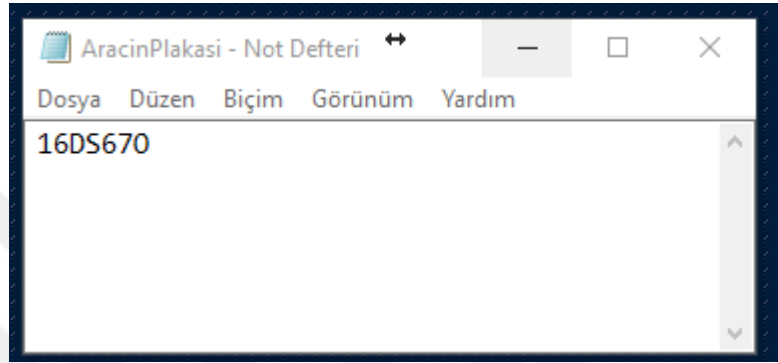 AracinPlakasi - Not Defteri
Dosya Düzen Biçim Görünüm Yardım
16DS670